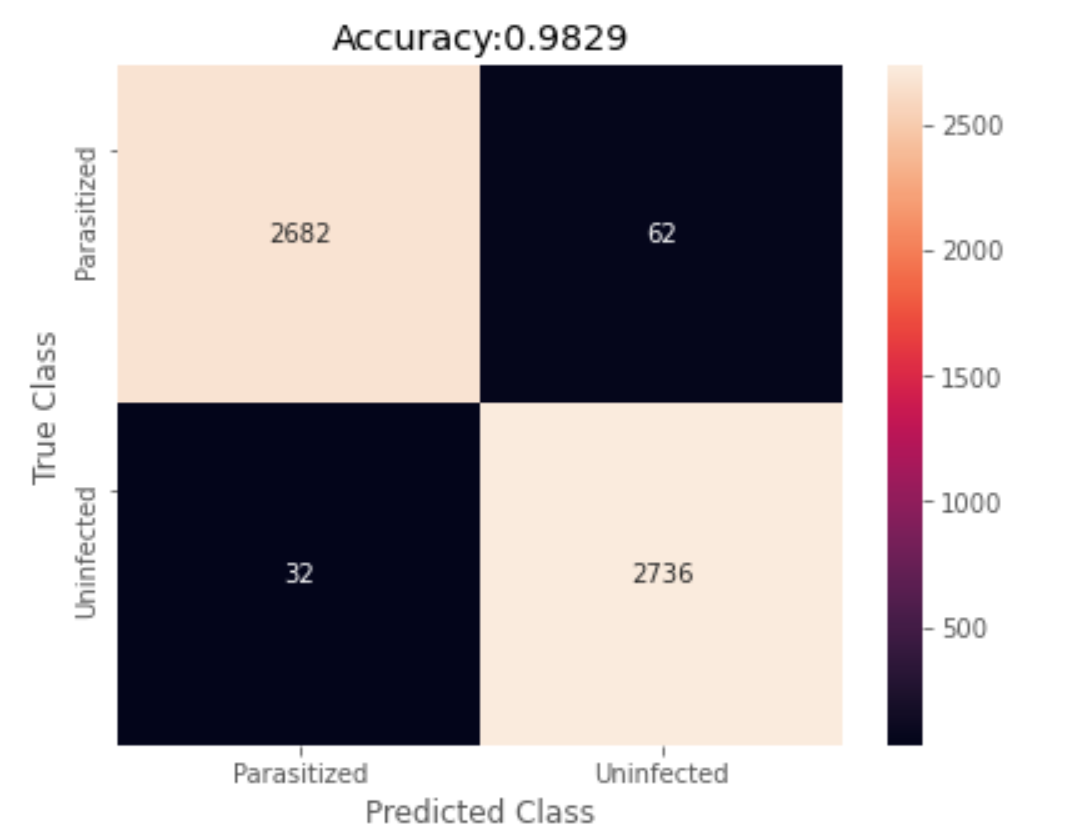 Accuracy:0.9829
True Class
Parasitized
Uninfected
2682 62
32 2736
Parasitized Uninfected
Predicted Class
2500
2000
1500
1000
500